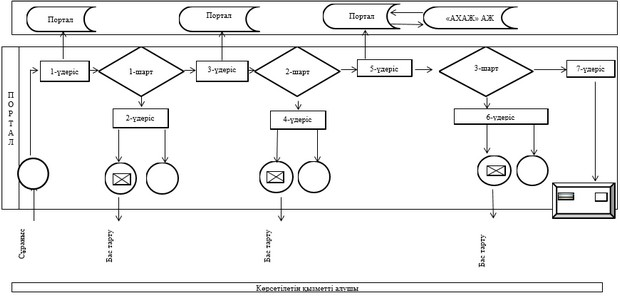 Портал
Портал
Портал
«АХАЖ» АЖ
ПОРТАЛ
1-үдеріс
1-шарт
3-үдеріс
2-шарт
5-үдеріс
3-шарт
7-үдеріс
2-үдеріс
4-үдеріс
6-үдеріс
Сұраныс
Бас тарту
Бас тарту
Бас тарту
Көрсетілетін қызметті алушы